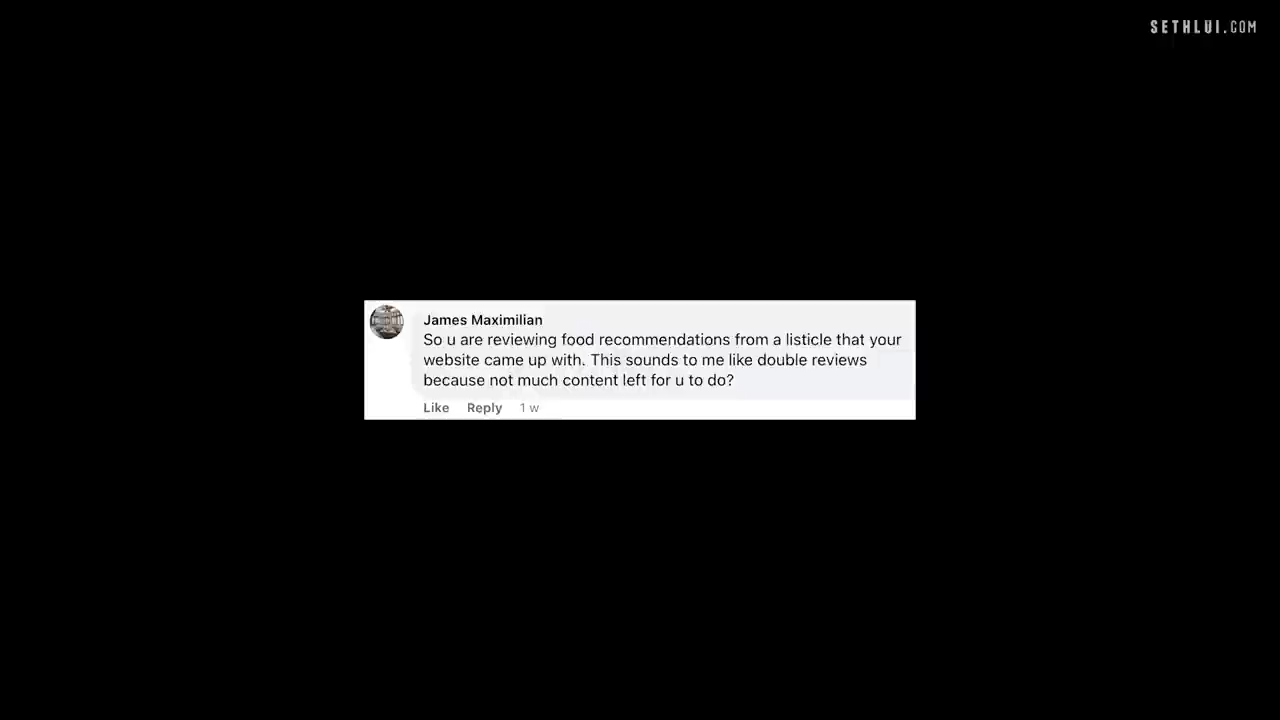 SETHLUI.COM
James Maximilian
So u are reviewing food recommendations from a listicle that your
website came up with. This sounds to me like double reviews
because not much content left for u to do?
Like Reply 1 w